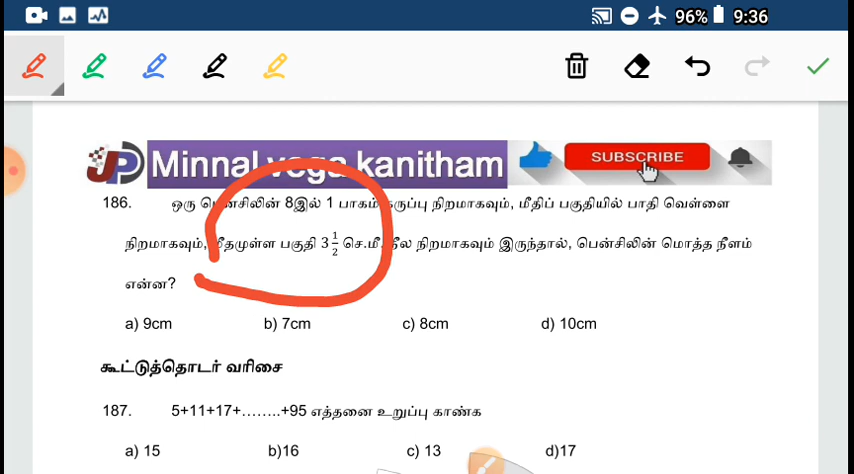 96% 9:36
JP Minnal vega kanitham SUBSCRIBE
186. ஒரு பென்சிலின் 8இல் 1 பாகம் கருப்பு நிறமாகவும், மீதிப் பகுதியில் பாதி வெள்ளை
நிறமாகவும், மீதமுள்ள பகுதி 3 1/2 செ.மீ. நீல நிறமாகவும் இருந்தால், பென்சிலின் மொத்த நீளம்
என்ன?
a) 9cm b) 7cm c) 8cm d) 10cm
கூட்டுத்தொடர் வரிசை
187. 5+11+17+……..+95 எத்தனை உறுப்பு காண்க
a) 15 b)16 c) 13 d)17